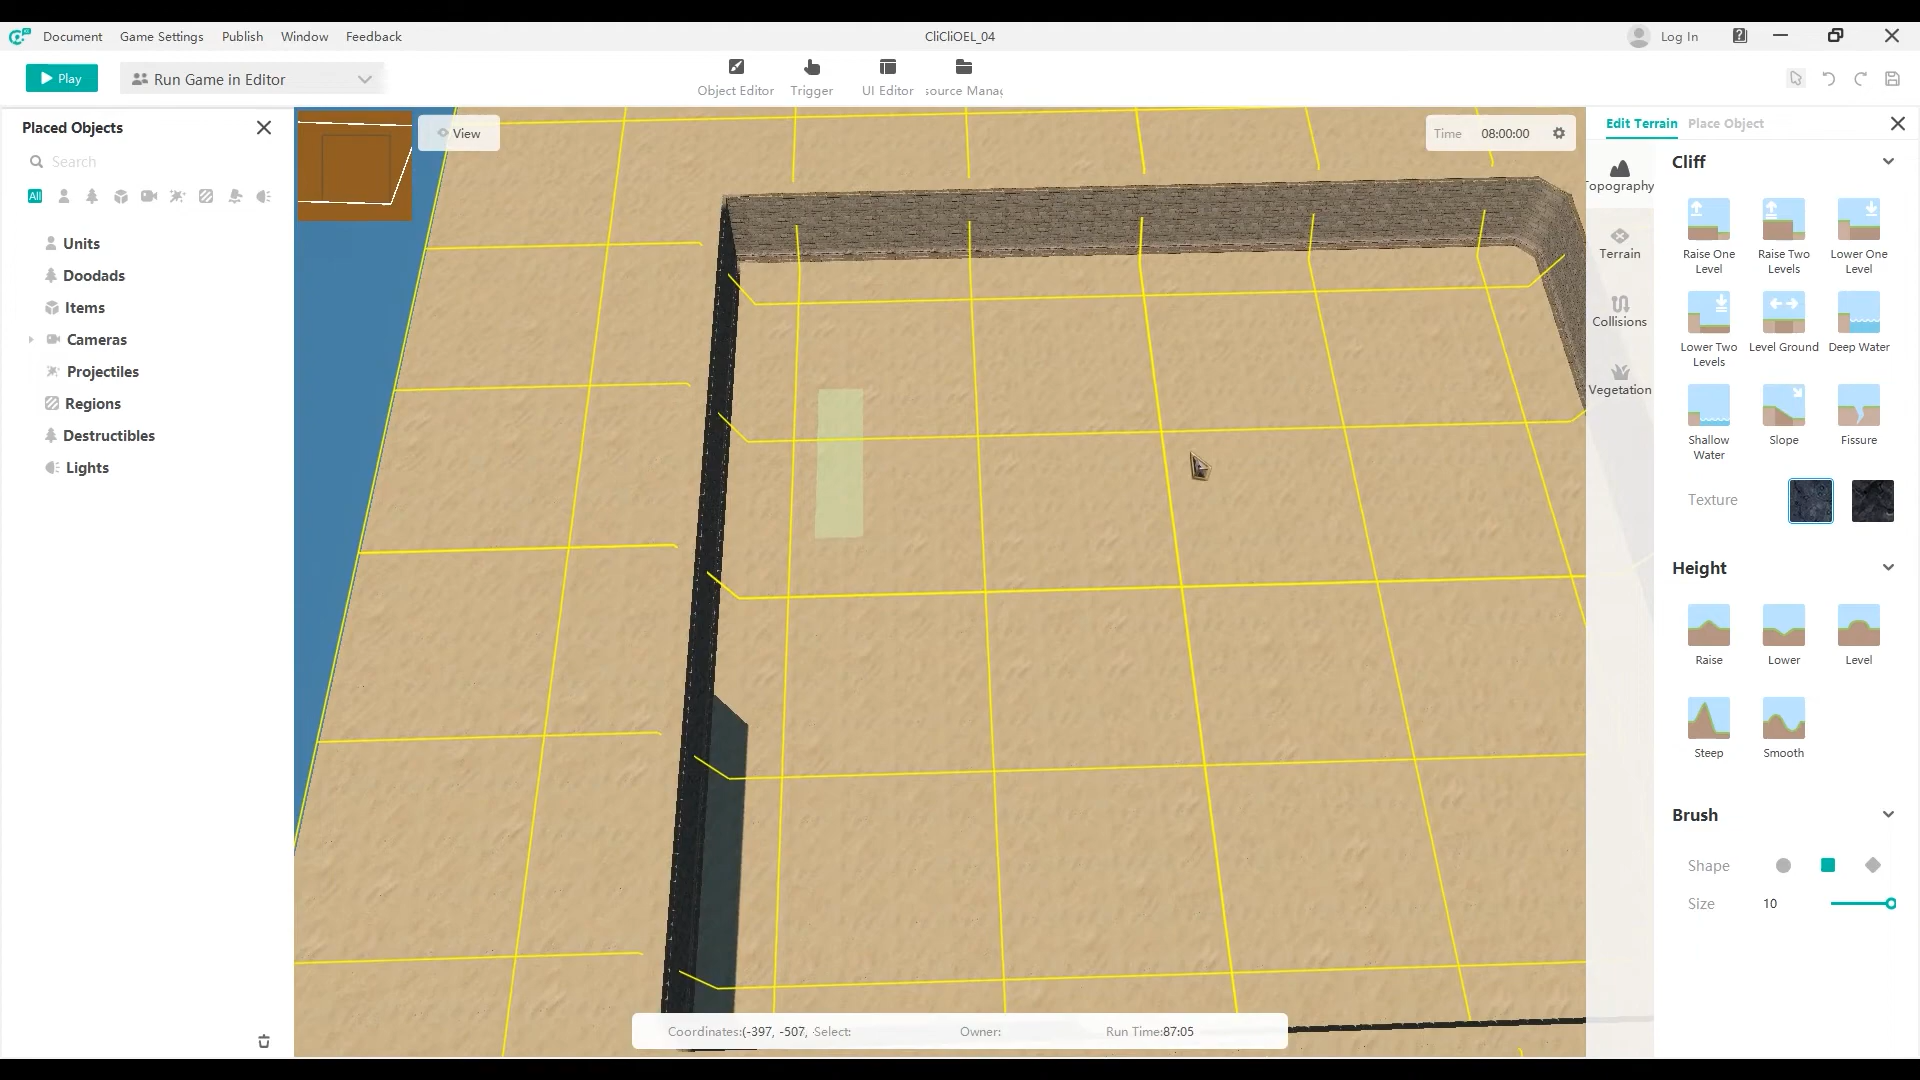 Document Game Settings Publish Window Feedback
CliCliOEL_04
Log In
Play
Run Game in Editor
Object Editor
Trigger
UI Editor
source Manag
Placed Objects
Search
All
Units
Doodads
Items
Cameras
Projectiles
Regions
Destructibles
Lights
View
Time 08:00:00
Coordinates:(-397, -507, Select:
Owner:
Run Time:87:05
Edit Terrain Place Object
Topography
Terrain
Collisions
Vegetation
Cliff
Raise One Level
Raise Two Levels
Lower One Level
Lower Two Levels
Level Ground
Deep Water
Shallow Water
Slope
Fissure
Texture
Height
Raise
Lower
Level
Steep
Smooth
Brush
Shape
Size 10